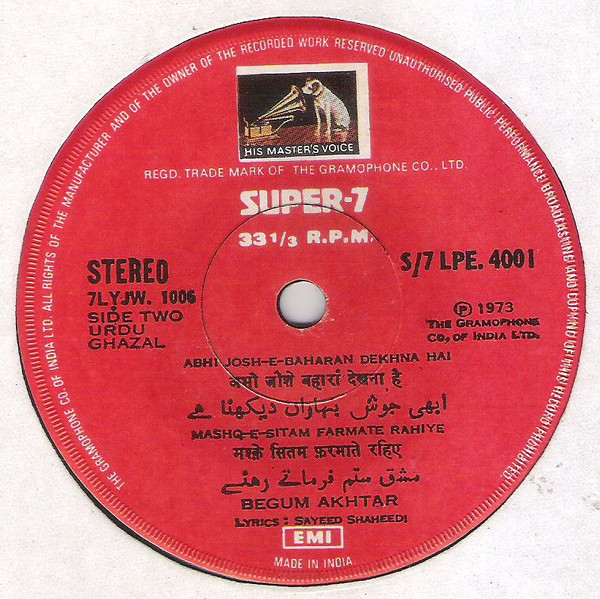 THE GRAMOPHONE CO. OF INDIA LTD. ALL RIGHTS OF THE MANUFACTURER AND OF THE OWNER OF THE RECORDED WORK RESERVED UNAUTHORISED PUBLIC PERFORMANCE BROADCASTING AND COPYING OF THIS RECORD PROHIBITED
HIS MASTER'S VOICE
REGD. TRADE MARK OF THE GRAMOPHONE CO., LTD.
SUPER-7
33 1/3 R.P.M.
STEREO
7LYJW. 1006
SIDE TWO
URDU
GHAZAL
S/7 LPE. 4001
Ⓟ 1973
THE GRAMOPHONE
CO. OF INDIA LTD.
ABHI JOSH-E-BAHARAN DEKHNA HAI
अभी जोशे बहारां देखना है
ابھی جوش بہاراں دیکھنا ہے
MASHQ-E-SITAM FARMATE RAHIYE
मश्क़े सितम फ़रमाते रहिए
مشق ستم فرماتے رھئے
BEGUM AKHTAR
LYRICS : SAYEED SHAHEEDI
EMI
MADE IN INDIA